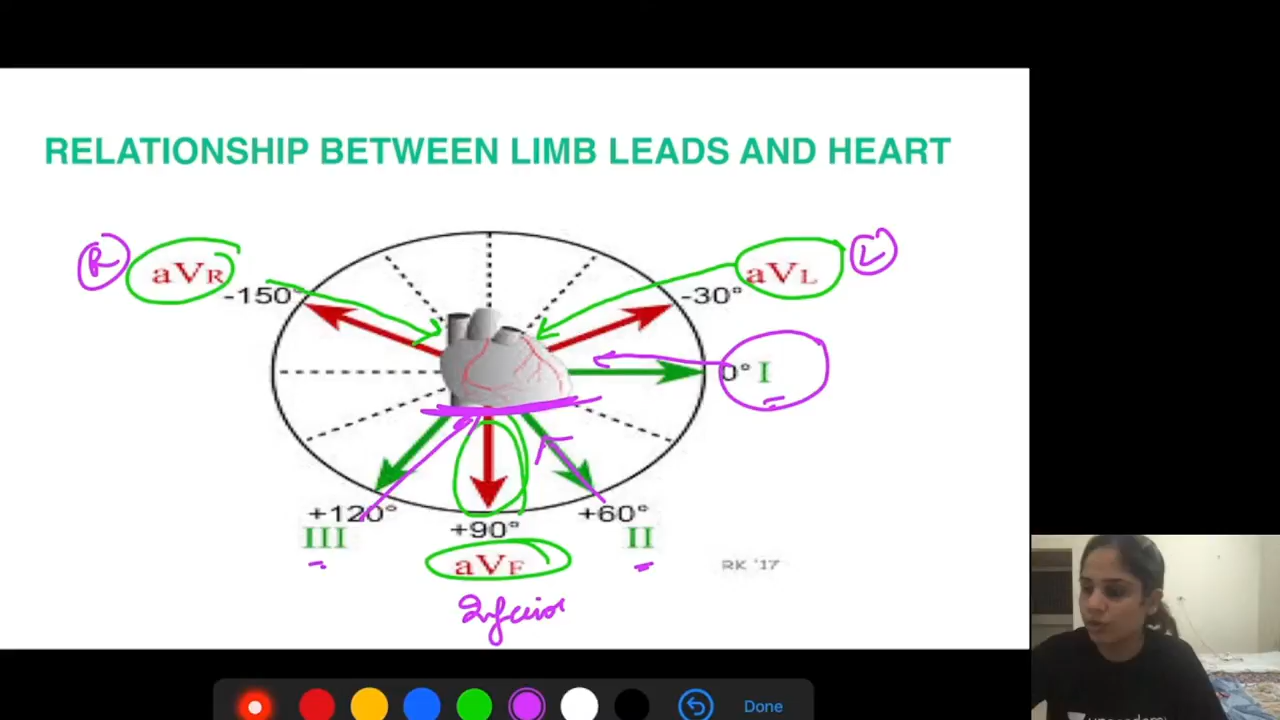 RELATIONSHIP BETWEEN LIMB LEADS AND HEART
R aVR
aVL L
-150°
-30°
0° I
+120°
+90°
+60°
III
II
aVF
RK '17
Inferior
Done